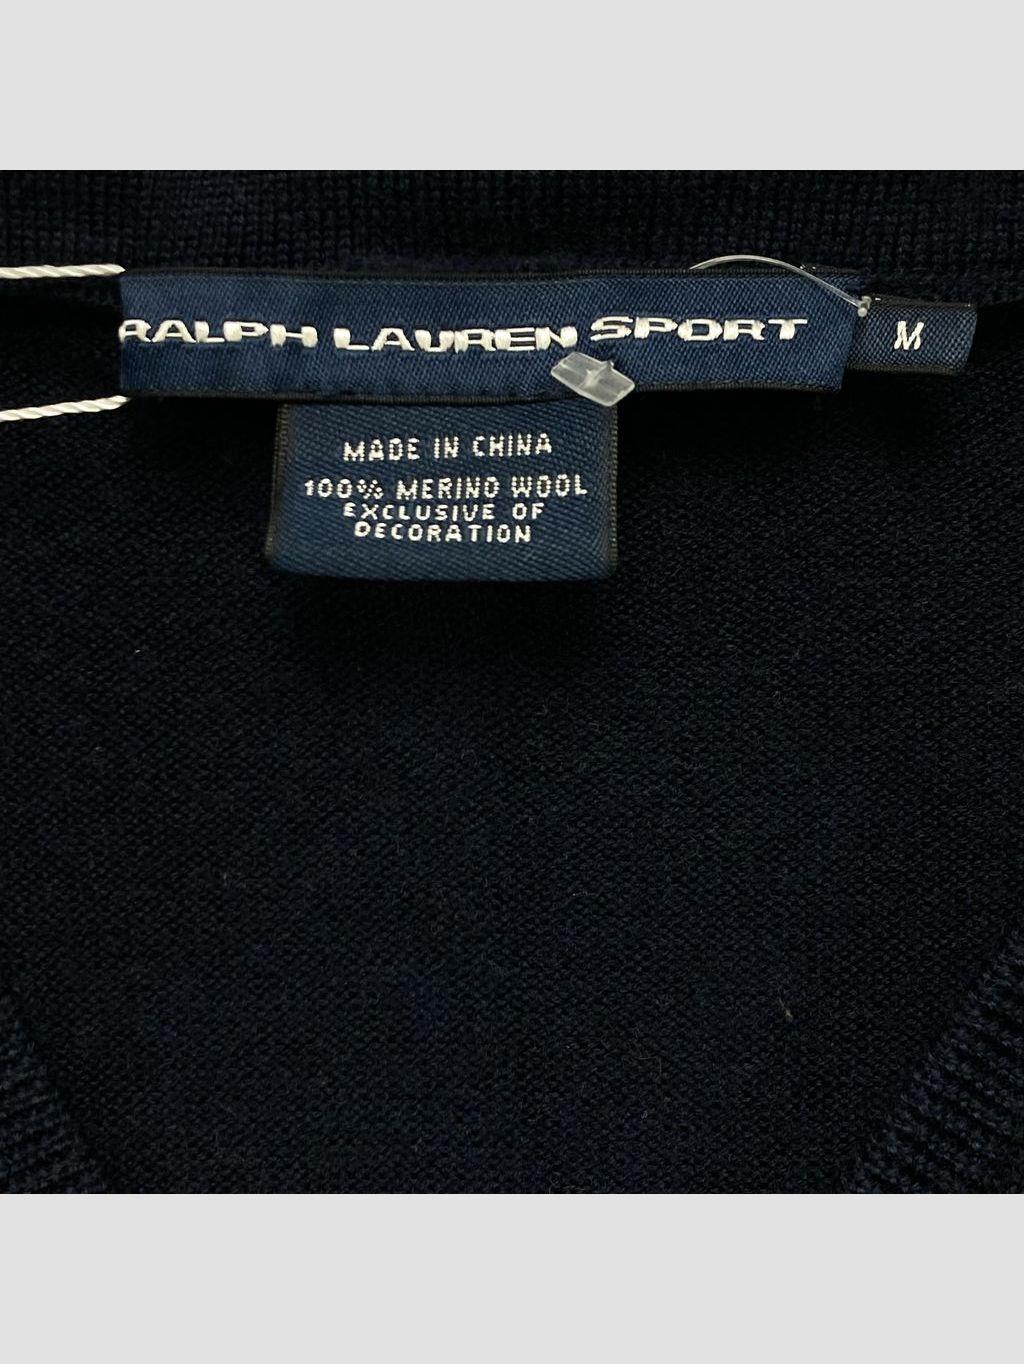 RALPH LAUREN SPORT
M
MADE IN CHINA
100% MERINO WOOL
EXCLUSIVE OF
DECORATION